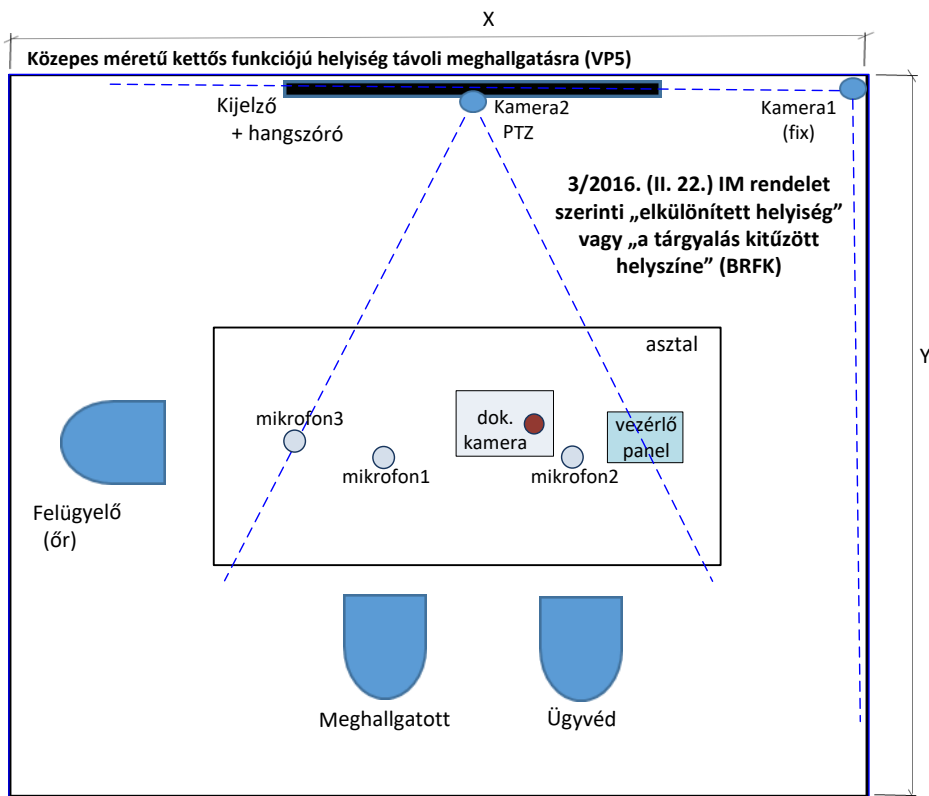 X
Közepes méretű kettős funkciójú helyiség távoli meghallgatásra (VP5)
Kijelző
+ hangszóró
Kamera2
PTZ
Kamera1
(fix)
3/2016. (II. 22.) IM rendelet
szerinti „elkülönített helyiség”
vagy „a tárgyalás kitűzött
helyszíne” (BRFK)
asztal
Y
mikrofon3
dok.
kamera
vezérlő
panel
mikrofon1
mikrofon2
Felügyelő
(őr)
Meghallgatott
Ügyvéd